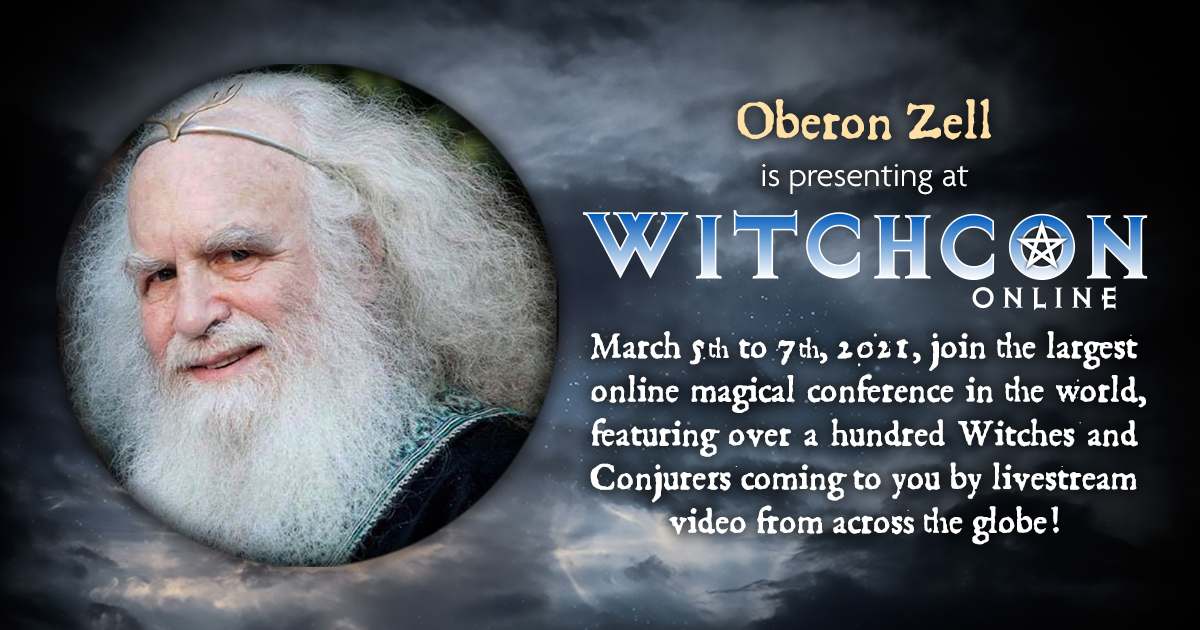 Oberon Zell
is presenting at
WITCHCON
ONLINE
March 5th to 7th, 2021, join the largest
online magical conference in the world,
featuring over a hundred Witches and
Conjurers coming to you by livestream
video from across the globe!